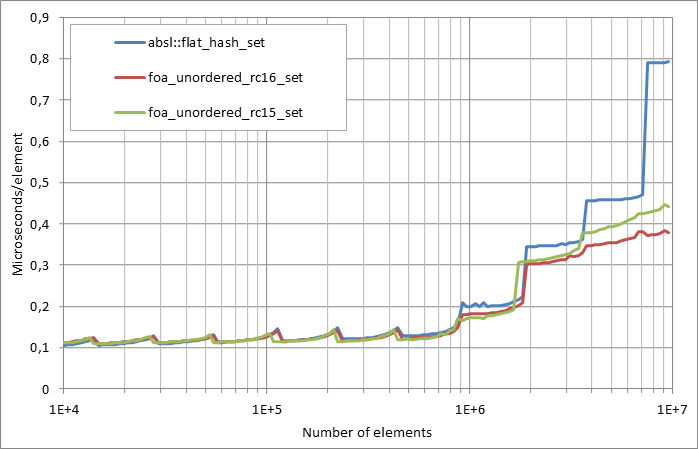 0,9
0,8
0,7
0,6
0,5
0,4
0,3
0,2
0,1
0
Microseconds/element
absl::flat_hash_set
foa_unordered_rc16_set
foa_unordered_rc15_set
1E+4 1E+5 1E+6 1E+7
Number of elements